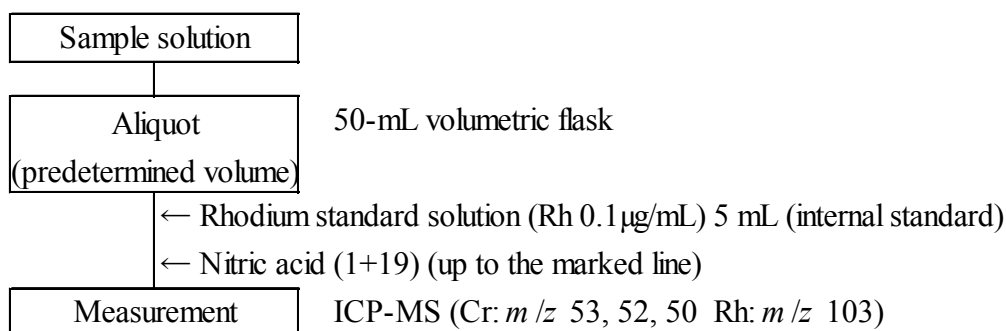 Sample solution
Aliquot 50-mL volumetric flask
(predetermined volume)
← Rhodium standard solution (Rh 0.1μg/mL) 5 mL (internal standard)
← Nitric acid (1+19) (up to the marked line)
Measurement ICP-MS (Cr: m /z 53, 52, 50 Rh: m /z 103)